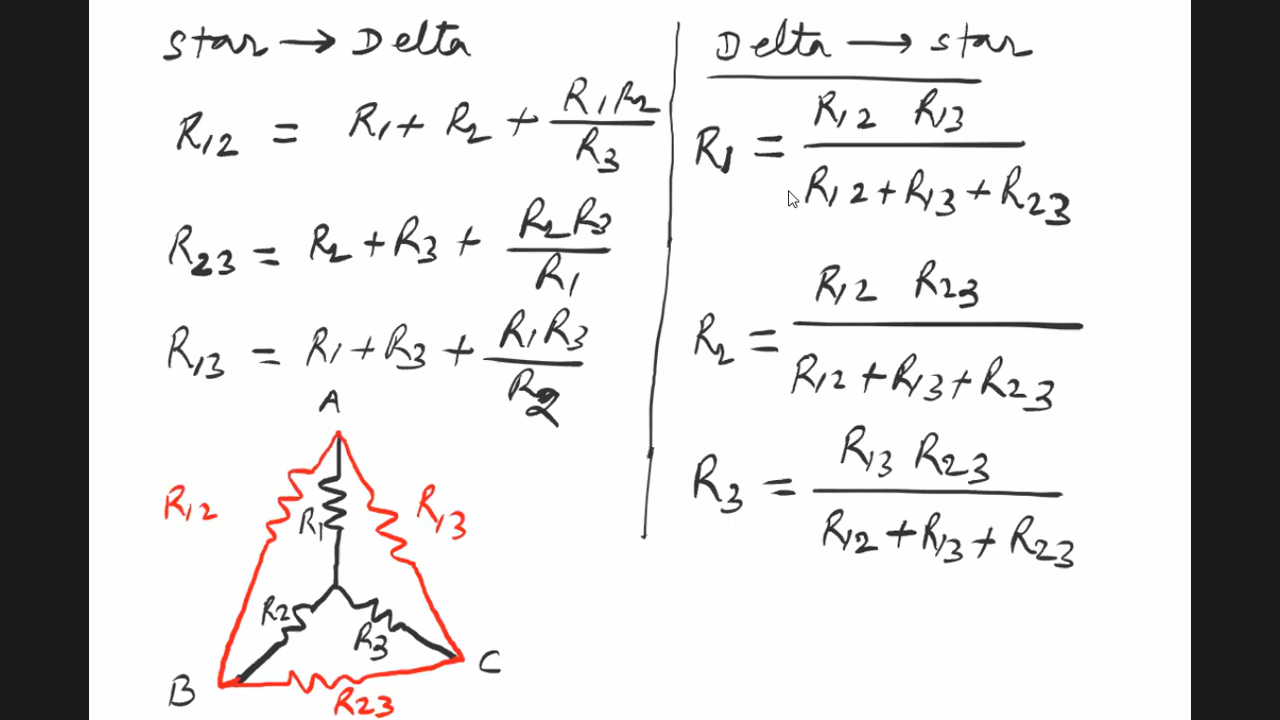 Star → Delta
R12 = R1 + R2 + R1R2 / R3
R23 = R2 + R3 + R2R3 / R1
R13 = R1 + R3 + R1R3 / R2
A
R12
R1
R13
R2
R3
B
C
R23
Delta → Star
R1 = R12 R13 / R12 + R13 + R23
R2 = R12 R23 / R12 + R13 + R23
R3 = R13 R23 / R12 + R13 + R23